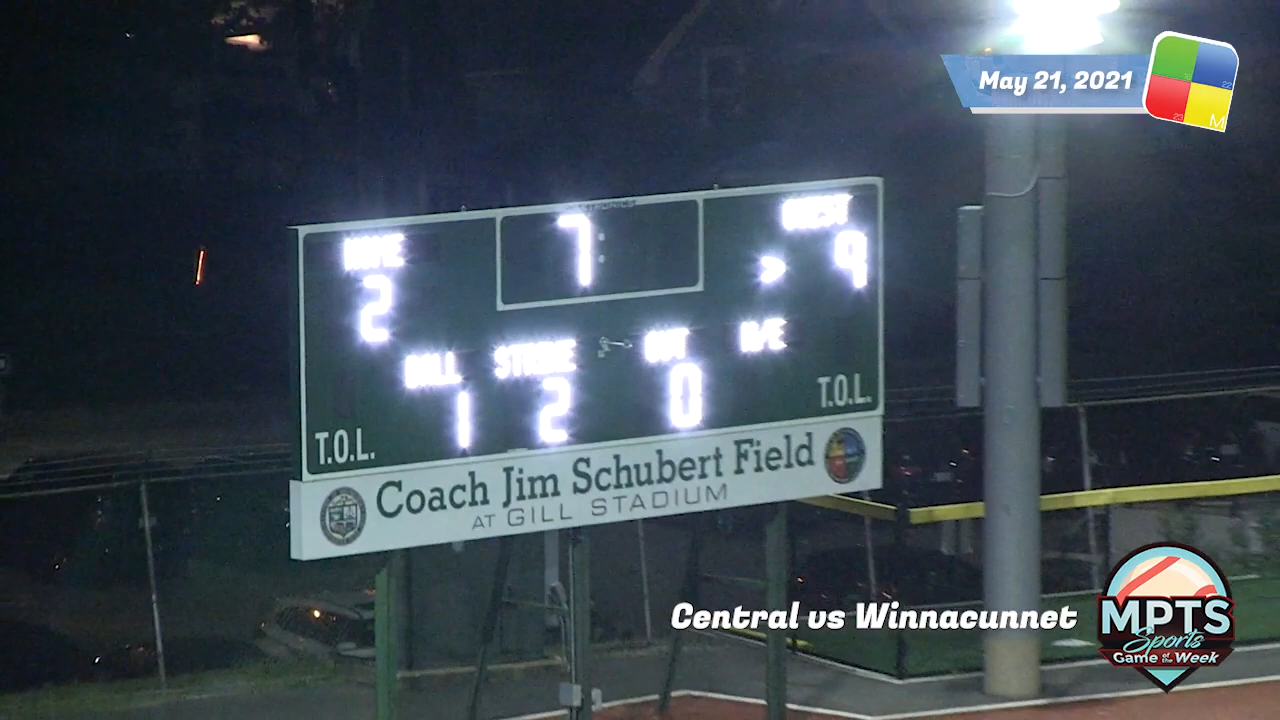 May 21, 2021
M
HOME
7
GUEST
2
> 9
BALL STRIKE OUT H/E
1 2 0
T.O.L.
T.O.L.
Coach Jim Schubert Field
AT GILL STADIUM
Central vs Winnacunnet
MPTS
Sports
Game of the Week